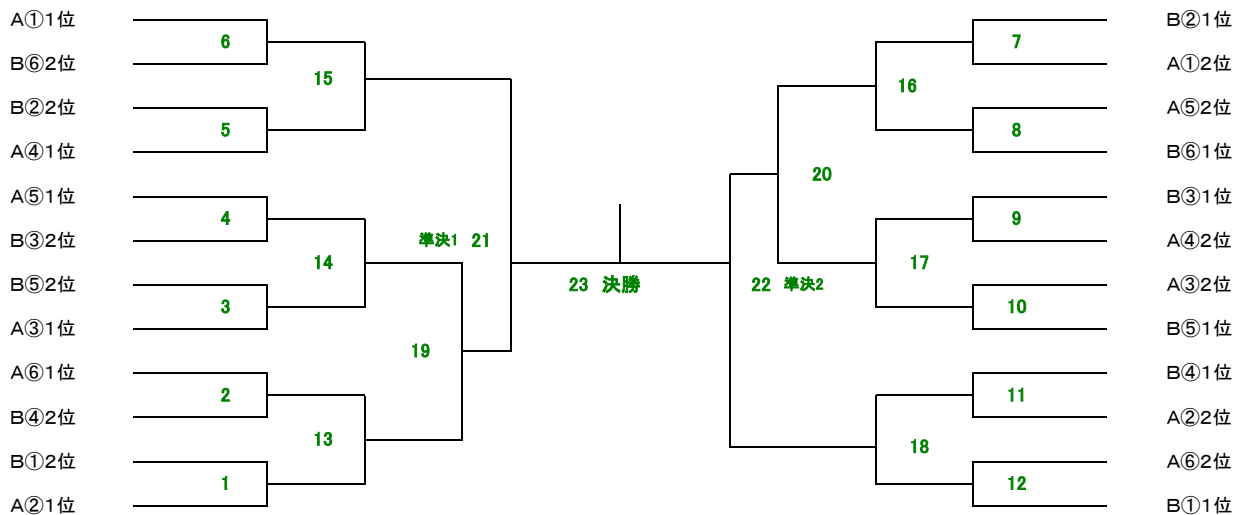 A①1位
B②1位
6
7
B⑥2位
A①2位
15
16
B②2位
A⑤2位
5
8
A④1位
B⑥1位
20
A⑤1位
B③1位
4
9
B③2位
A④2位
準決1 21
14
17
B⑤2位
A③2位
23 決勝
22 準決2
3
10
A③1位
B⑤1位
19
A⑥1位
B④1位
2
11
B④2位
A②2位
13
18
B①2位
A⑥2位
1
12
A②1位
B①1位